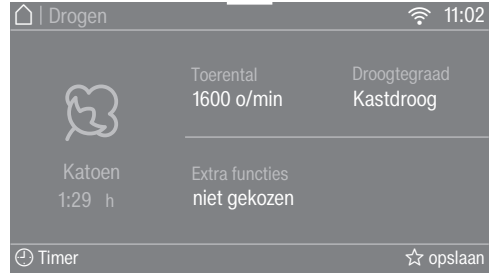 | Drogen
11:02
Toerental
1600 o/min
Droogtegraad
Kastdroog
Katoen
1:29 h
Extra functies
niet gekozen
Timer
opslaan